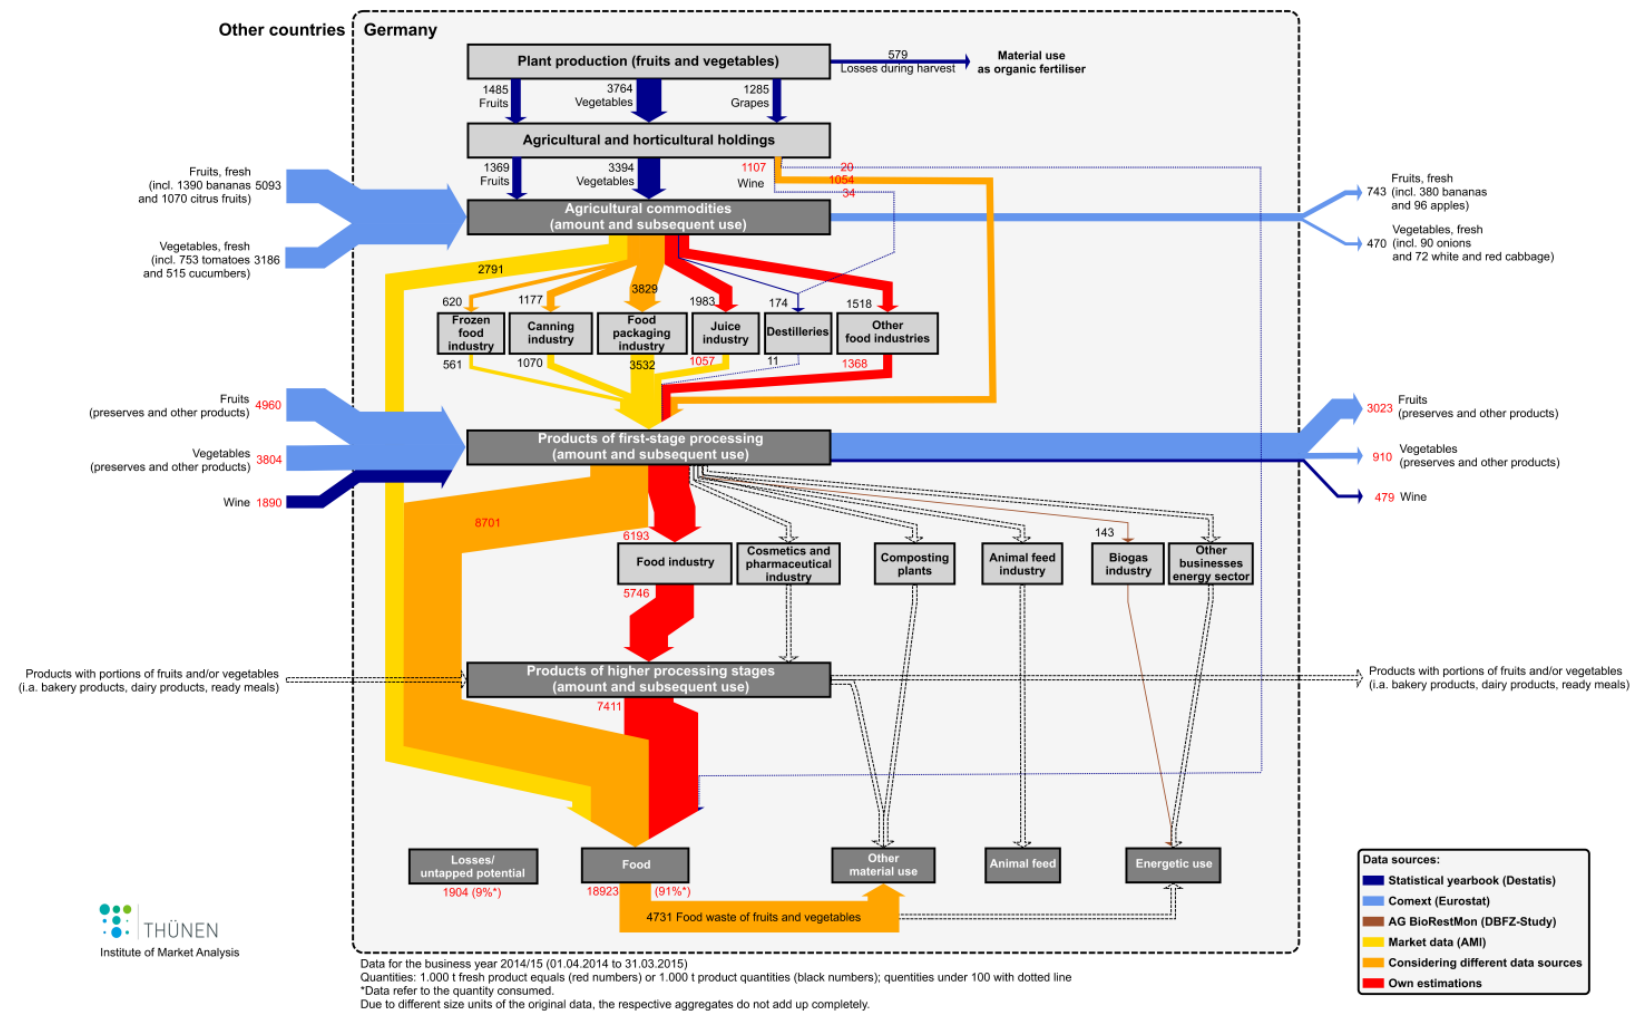 Other countries
Germany
Plant production (fruits and vegetables)
579
Losses during harvest
Material use
as organic fertiliser
1485
Fruits
3764
Vegetables
1285
Grapes
Agricultural and horticultural holdings
1369
Fruits
3394
Vegetables
1107
Wine
20
1054
34
Fruits, fresh
(incl. 1390 bananas 5093
and 1070 citrus fruits)
Vegetables, fresh
(incl. 753 tomatoes 3186
and 515 cucumbers)
Agricultural commodities
(amount and subsequent use)
Fruits, fresh
743 (incl. 380 bananas
and 96 apples)
Vegetables, fresh
470 (incl. 90 onions
and 72 white and red cabbage)
2791
620
1177
3829
1983
174
1518
Frozen
food
industry
Canning
industry
Food
packaging
industry
Juice
industry
Destilleries
Other
food industries
561
1070
3532
1057
11
1368
Fruits
(preserves and other products) 4960
Vegetables
(preserves and other products) 3804
Wine 1890
Products of first-stage processing
(amount and subsequent use)
3023 Fruits
(preserves and other products)
910 Vegetables
(preserves and other products)
479 Wine
8701
6193
143
Food industry
Cosmetics and
pharmaceutical
industry
Composting
plants
Animal feed
industry
Biogas
industry
Other
businesses
energy sector
5746
Products with portions of fruits and/or vegetables
(i.a. bakery products, dairy products, ready meals)
Products of higher processing stages
(amount and subsequent use)
Products with portions of fruits and/or vegetables
(i.a. bakery products, dairy products, ready meals)
7411
Losses/
untapped potential
Food
Other
material use
Animal feed
Energetic use
1904 (9%*)
18923
(91%*)
4731 Food waste of fruits and vegetables
Data sources:
Statistical yearbook (Destatis)
Comext (Eurostat)
AG BioRestMon (DBFZ-Study)
Market data (AMI)
Considering different data sources
Own estimations
THÜNEN
Institute of Market Analysis
Data for the business year 2014/15 (01.04.2014 to 31.03.2015)
Quantities: 1.000 t fresh product equals (red numbers) or 1.000 t product quantities (black numbers); quentities under 100 with dotted line
*Data refer to the quantity consumed.
Due to different size units of the original data, the respective aggregates do not add up completely.